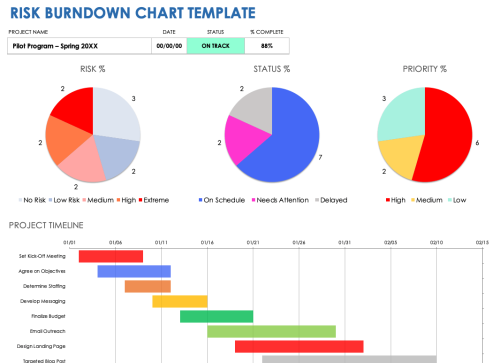 RISK BURNDOWN CHART TEMPLATE
PROJECT NAME DATE STATUS % COMPLETE
Pilot Program – Spring 20XX 00/00/00 ON TRACK 88%
RISK % STATUS % PRIORITY %
2 3 2 2 2
2 2 7
2 2 6
No Risk Low Risk Medium High Extreme
On Schedule Needs Attention Delayed
High Medium Low
PROJECT TIMELINE
01/01 01/06 01/11 01/16 01/21 01/26 01/31 02/05 02/10 02/15
Set Kick-Off Meeting
Agree on Objectives
Determine Staffing
Develop Messaging
Finalize Budget
Email Outreach
Design Landing Page
Targeted Blog Post